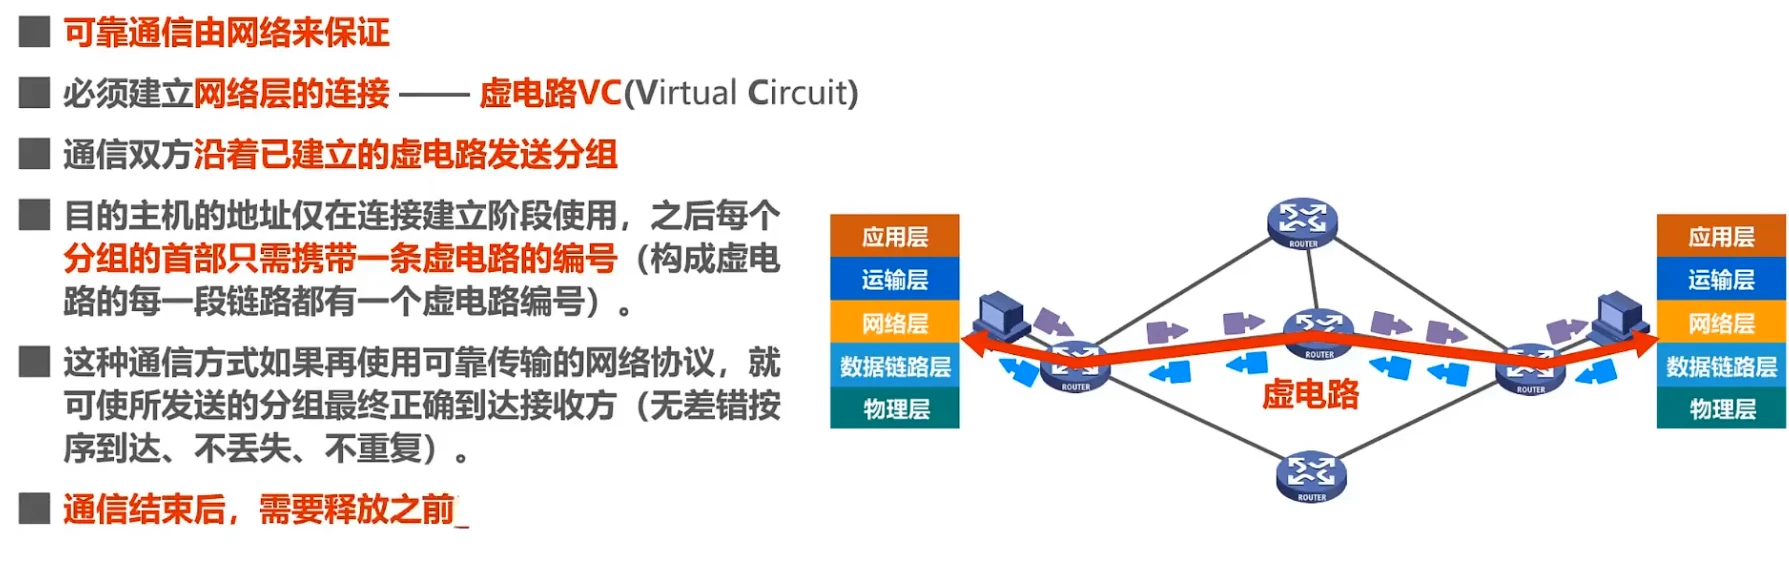 可靠通信由网络来保证
必须建立网络层的连接 —— 虚电路VC(Virtual Circuit)
通信双方沿着已建立的虚电路发送分组
目的主机的地址仅在连接建立阶段使用，之后每个
分组的首部只需携带一条虚电路的编号（构成虚电
路的每一段链路都有一个虚电路编号）。
这种通信方式如果再使用可靠传输的网络协议，就
可使所发送的分组最终正确到达接收方（无差错按
序到达、不丢失、不重复）。
通信结束后，需要释放之前_
应用层
运输层
网络层
数据链路层
物理层
ROUTER
ROUTER
ROUTER
虚电路
ROUTER
ROUTER
应用层
运输层
网络层
数据链路层
物理层